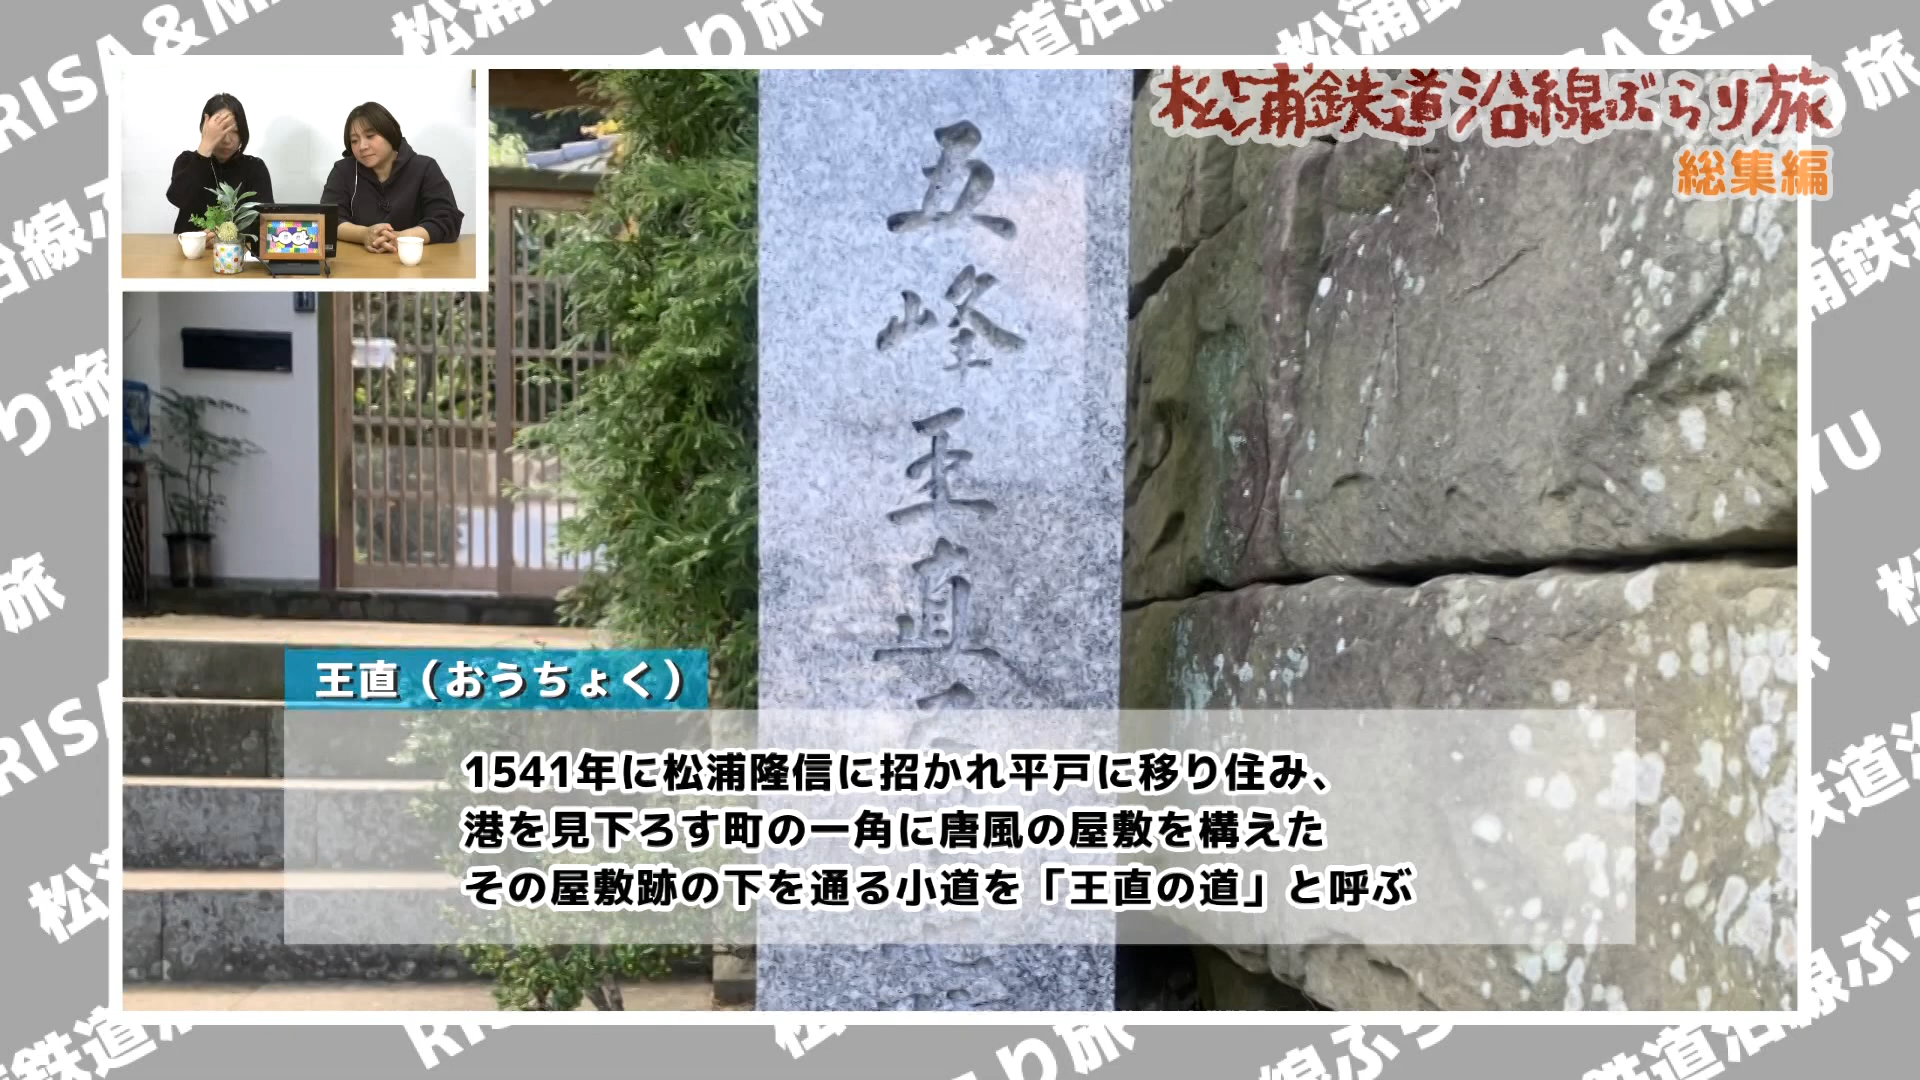 松浦鉄道沿線ぶらり旅
総集編
五峰王直
王直（おうちょく）
1541年に松浦隆信に招かれ平戸に移り住み、
港を見下ろす町の一角に唐風の屋敷を構えた
その屋敷跡の下を通る小道を「王直の道」と呼ぶ